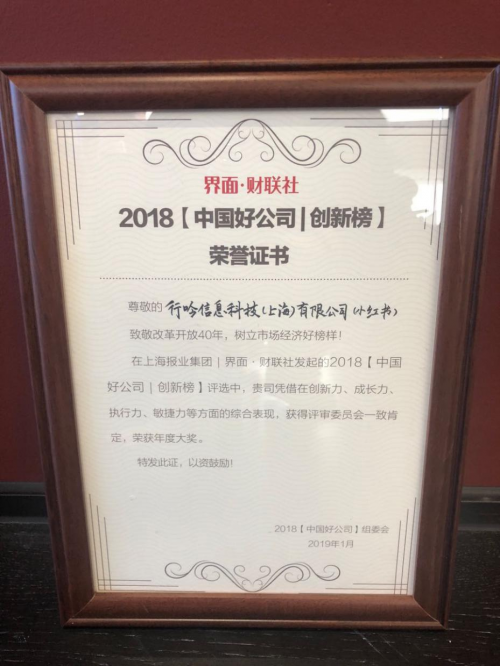 界面·财联社
2018【中国好公司|创新榜】
荣誉证书
尊敬的 行吟信息科技(上海)有限公司(小红书)
致敬改革开放40年，树立市场经济好榜样！
在上海报业集团|界面·财联社发起的2018【中国
好公司|创新榜】评选中，贵司凭借在创新力、成长力、
执行力、敏捷力等方面的综合表现，获得评审委员会一致肯
定，荣获年度大奖。
特发此证，以资鼓励！
2018【中国好公司】组委会
2019年1月